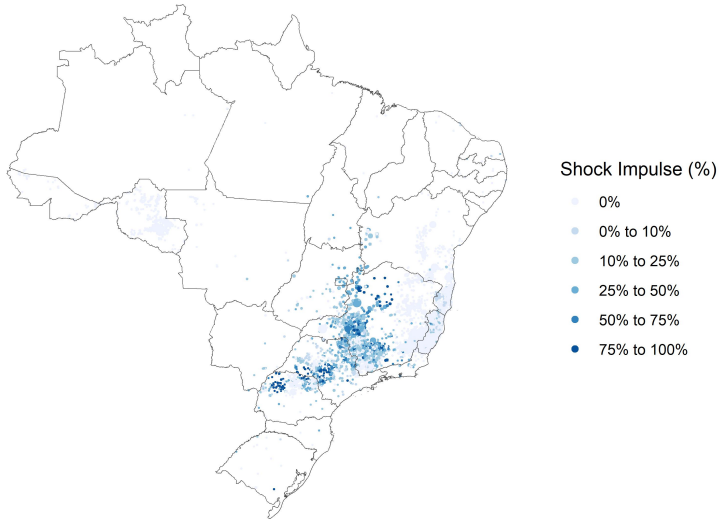 Shock Impulse (%)
0%
0% to 10%
10% to 25%
25% to 50%
50% to 75%
75% to 100%